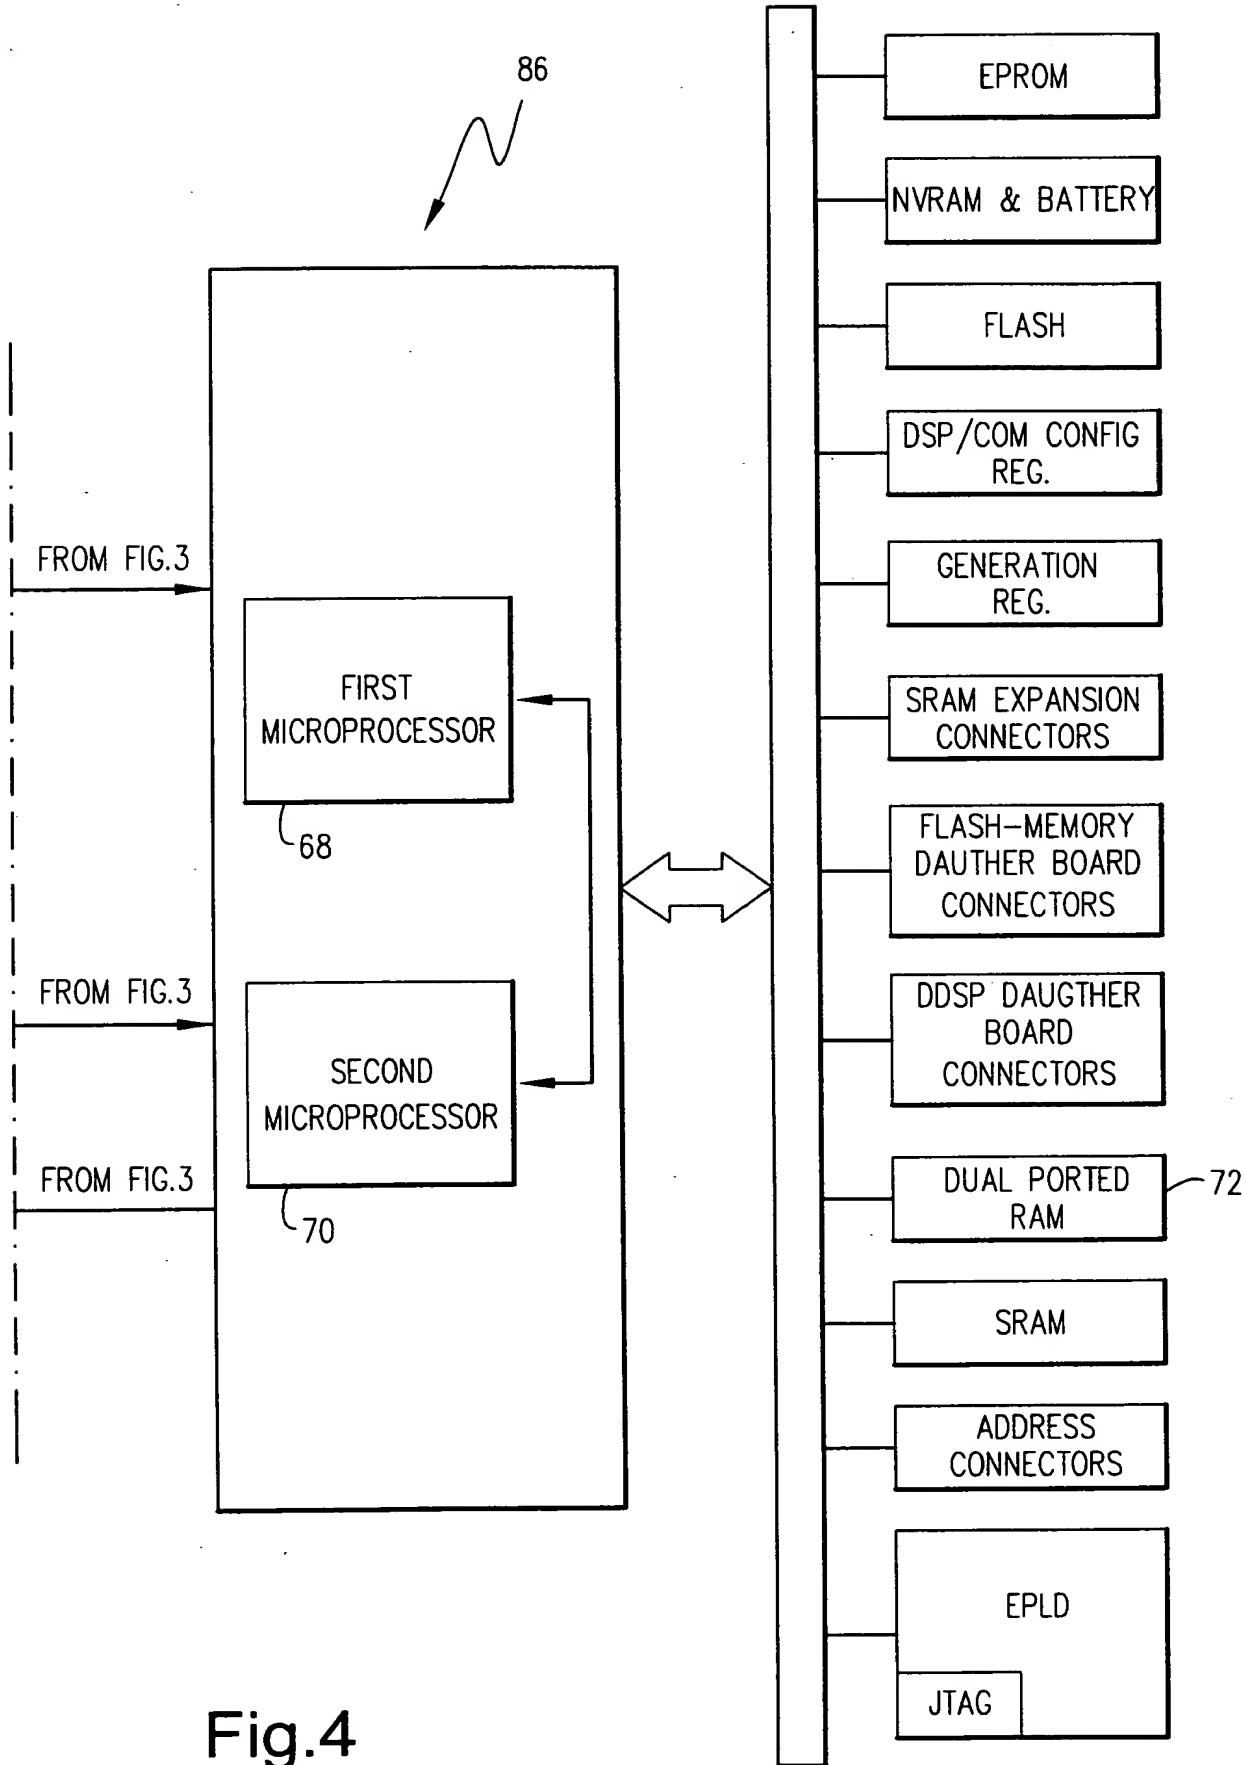 86
EPROM
NVRAM & BATTERY
FLASH
DSP/COM CONFIG
REG.
FROM FIG.3
GENERATION
REG.
FIRST
MICROPROCESSOR
68
SRAM EXPANSION
CONNECTORS
FLASH-MEMORY
DAUTHER BOARD
CONNECTORS
FROM FIG.3
SECOND
MICROPROCESSOR
70
DDSP DAUGTHER
BOARD
CONNECTORS
FROM FIG.3
DUAL PORTED
RAM
72
SRAM
ADDRESS
CONNECTORS
EPLD
JTAG
Fig.4